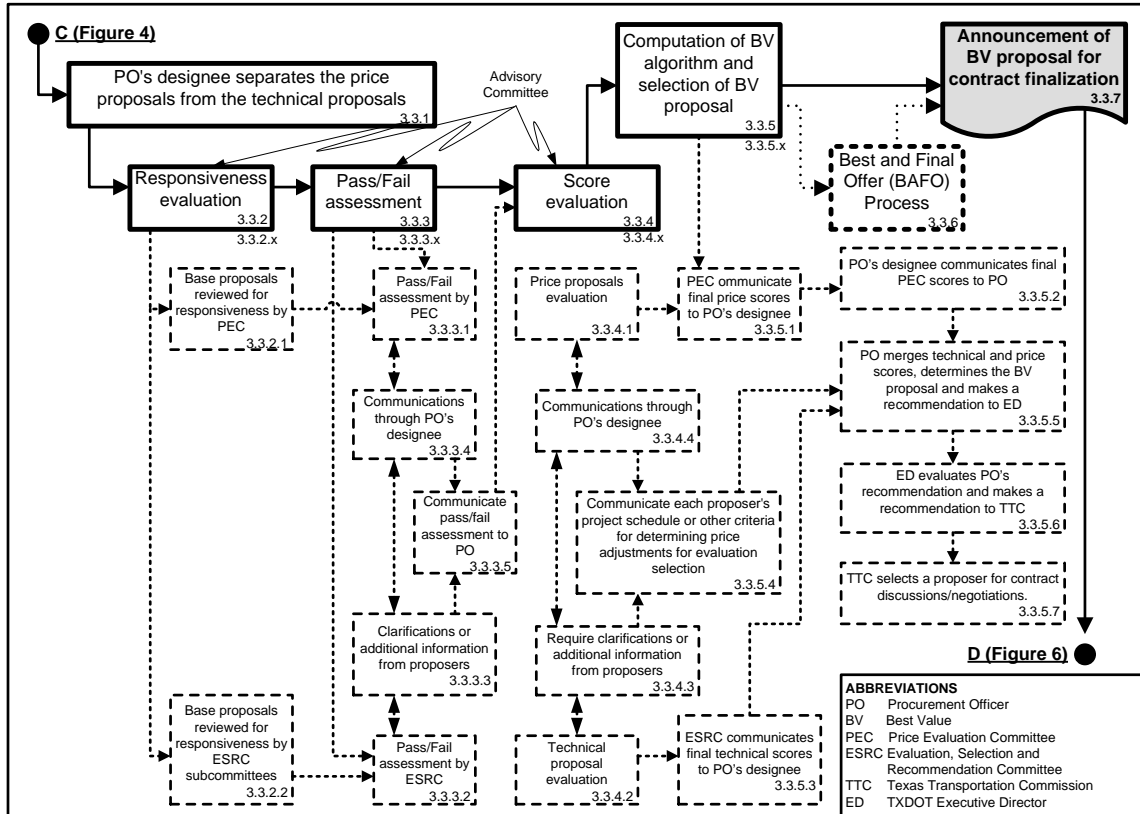 C (Figure 4)
PO's designee separates the price
proposals from the technical proposals
3.3.1
Advisory
Committee
Computation of BV
algorithm and
selection of BV
proposal
3.3.5
3.3.5.x
Announcement of
BV proposal for
contract finalization
3.3.7
Best and Final
Offer (BAFO)
Process
3.3.6
Responsiveness
evaluation
3.3.2
3.3.2.x
Pass/Fail
assessment
3.3.3
3.3.3.x
Score
evaluation
3.3.4
3.3.4.x
Base proposals
reviewed for
responsiveness by
PEC
3.3.2.1
Pass/Fail
assessment by
PEC
3.3.3.1
Price proposals
evaluation
3.3.4.1
PEC ommunicate
final price scores
to PO's designee
3.3.5.1
PO's designee communicates final
PEC scores to PO
3.3.5.2
PO merges technical and price
scores, determines the BV
proposal and makes a
recommendation to ED
3.3.5.5
Communications
through PO's
designee
3.3.3.4
Communications through
PO's designee
3.3.4.4
ED evaluates PO's
recommendation and makes a
recommendation to TTC
3.3.5.6
Communicate
pass/fail
assessment to
PO
3.3.3.5
Communicate each proposer's
project schedule or other criteria
for determining price
adjustments for evaluation
selection
3.3.5.4
TTC selects a proposer for contract
discussions/negotiations.
3.3.5.7
Clarifications or
additional information
from proposers
3.3.3.3
Require clarifications or
additional information
from proposers
3.3.4.3
D (Figure 6)
Base proposals
reviewed for
responsiveness by
ESRC
subcommittees
3.3.2.2
Pass/Fail
assessment by
ESRC
3.3.3.2
Technical
proposal
evaluation
3.3.4.2
ESRC communicates
final technical scores
to PO's designee
3.3.5.3
ABBREVIATIONS
PO Procurement Officer
BV Best Value
PEC Price Evaluation Committee
ESRC Evaluation, Selection and
Recommendation Committee
TTC Texas Transportation Commission
ED TXDOT Executive Director